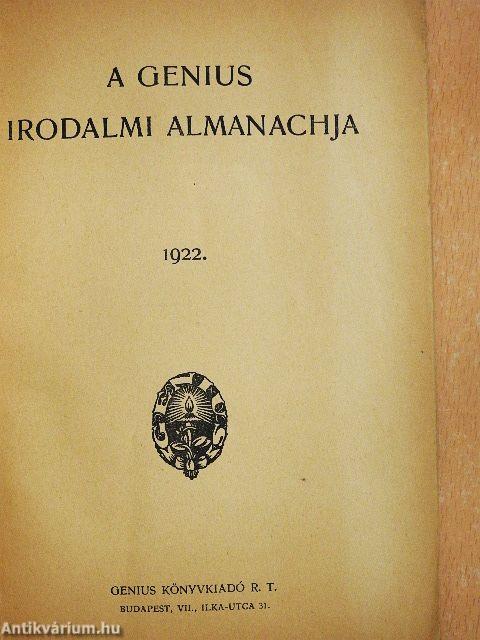 A GENIUS
IRODALMI ALMANACHJA
1922.
GENIUS KÖNYVKIADÓ R. T.
BUDAPEST, VII., ILKA-UTCA 31.
Antikvárium.hu